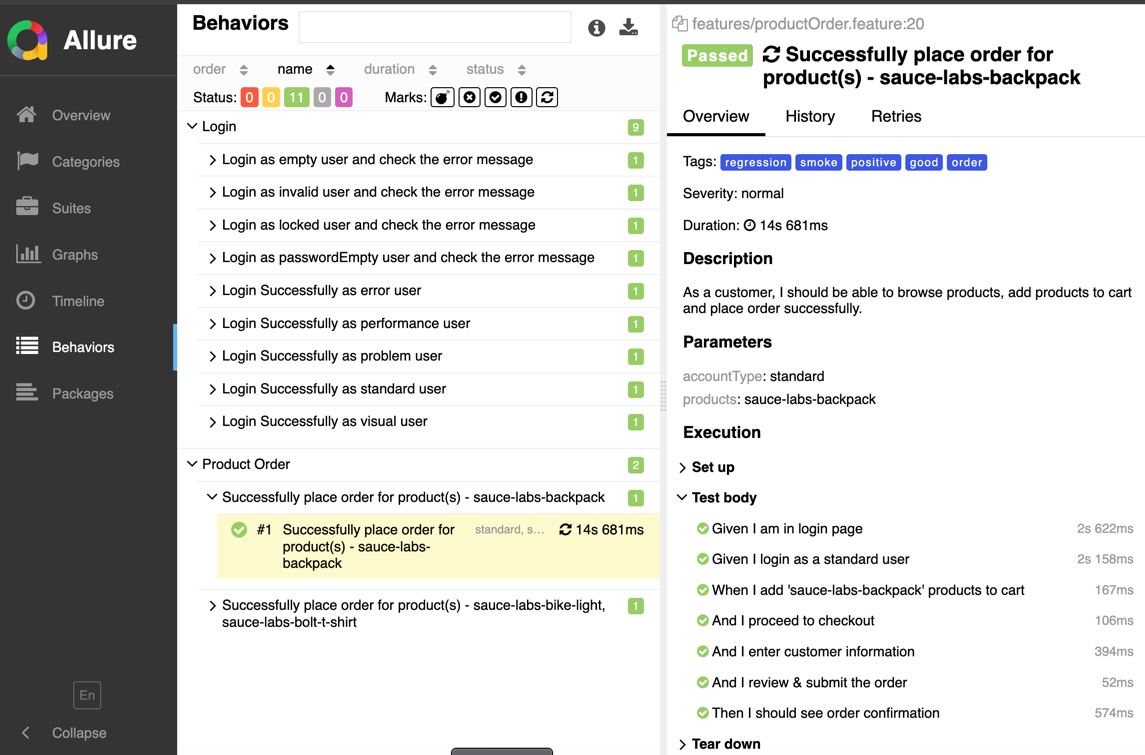 Allure
Overview
Categories
Suites
Graphs
Timeline
Behaviors
Packages
En
Collapse
Behaviors
order name duration status
Status: 0 0 11 0 0 Marks:
Login 9
Login as empty user and check the error message 1
Login as invalid user and check the error message 1
Login as locked user and check the error message 1
Login as passwordEmpty user and check the error message 1
Login Successfully as error user 1
Login Successfully as performance user 1
Login Successfully as problem user 1
Login Successfully as standard user 1
Login Successfully as visual user 1
Product Order 2
Successfully place order for product(s) - sauce-labs-backpack 1
#1 Successfully place order for standard, s... 14s 681ms
product(s) - sauce-labs-
backpack
Successfully place order for product(s) - sauce-labs-bike-light, 1
sauce-labs-bolt-t-shirt
features/productOrder.feature:20
Passed Successfully place order for
product(s) - sauce-labs-backpack
Overview History Retries
Tags: regression smoke positive good order
Severity: normal
Duration: 14s 681ms
Description
As a customer, I should be able to browse products, add products to cart
and place order successfully.
Parameters
accountType: standard
products: sauce-labs-backpack
Execution
Set up
Test body
Given I am in login page 2s 622ms
Given I login as a standard user 2s 158ms
When I add 'sauce-labs-backpack' products to cart 167ms
And I proceed to checkout 106ms
And I enter customer information 394ms
And I review & submit the order 52ms
Then I should see order confirmation 574ms
Tear down